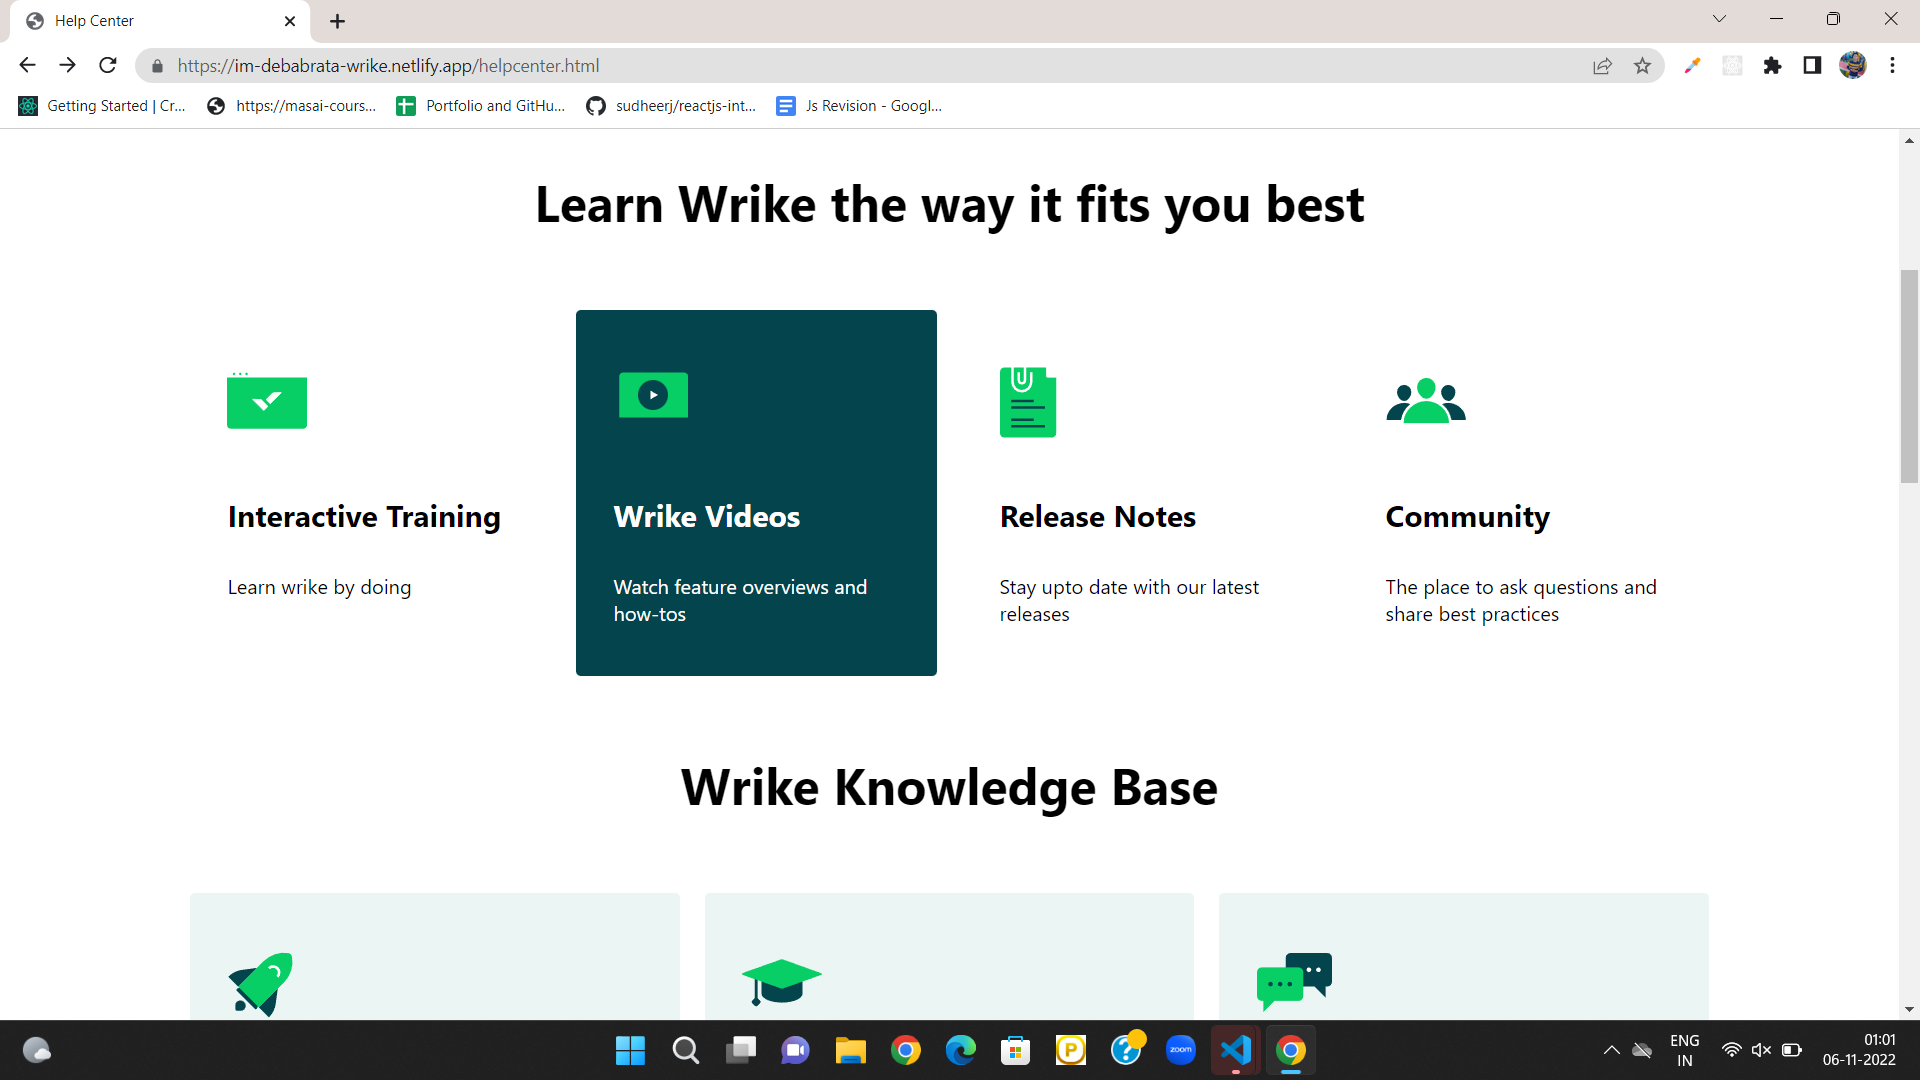 Help Center
https://im-debabrata-wrike.netlify.app/helpcenter.html
Getting Started | Cr...
https://masai-cours...
Portfolio and GitHu...
sudheerj/reactjs-int...
Js Revision - Googl...
Learn Wrike the way it fits you best
Interactive Training
Learn wrike by doing
Wrike Videos
Watch feature overviews and
how-tos
Release Notes
Stay upto date with our latest
releases
Community
The place to ask questions and
share best practices
Wrike Knowledge Base
P
?
zoom
ENG
IN
01:01
06-11-2022